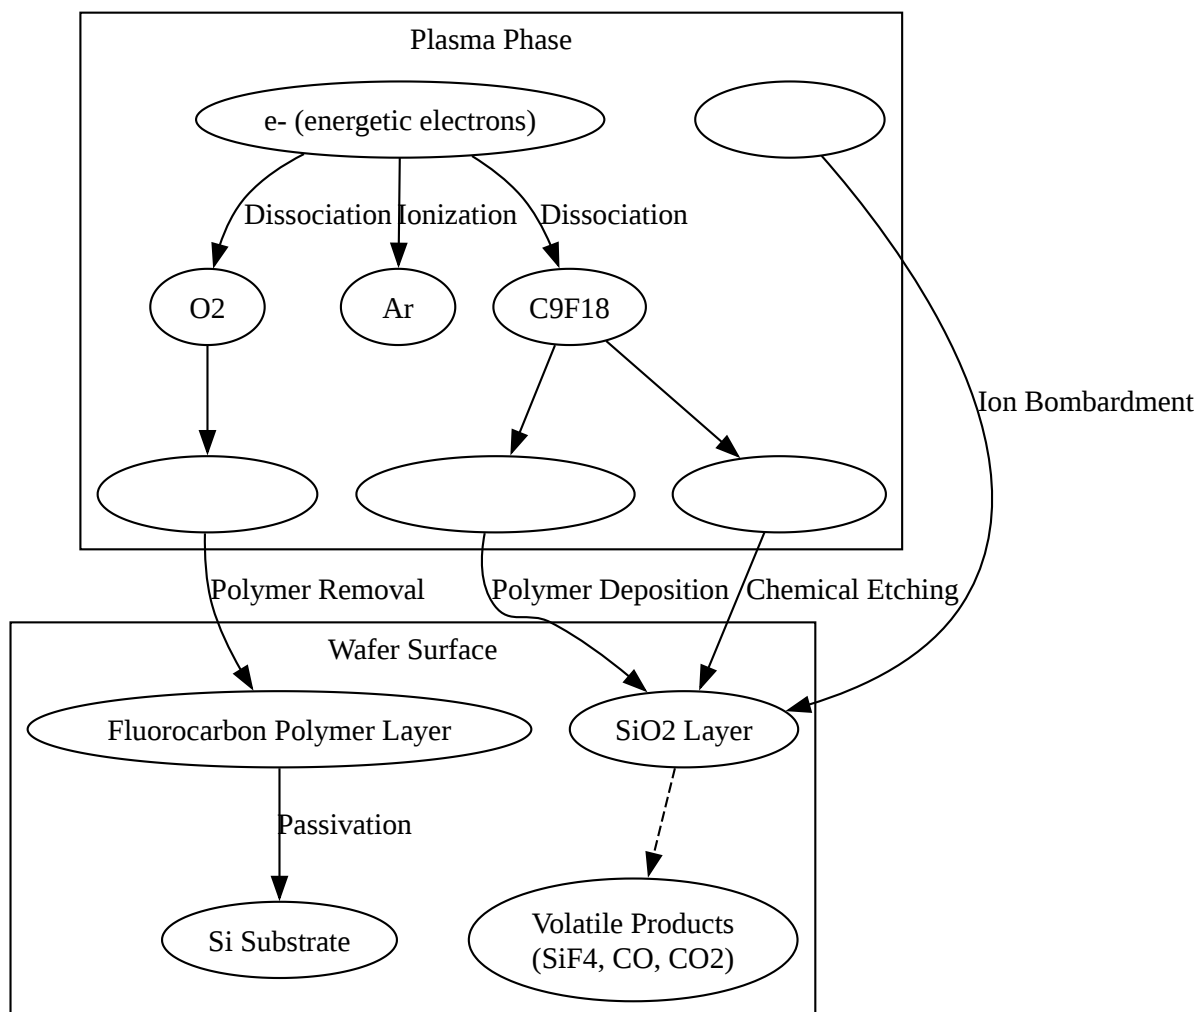 Plasma Phase
e- (energetic electrons)
Dissociation
Ionization
Dissociation
O2
Ar
C9F18
Ion Bombardment
Polymer Removal
Polymer Deposition
Chemical Etching
Wafer Surface
Fluorocarbon Polymer Layer
SiO2 Layer
Passivation
Si Substrate
Volatile Products
(SiF4, CO, CO2)